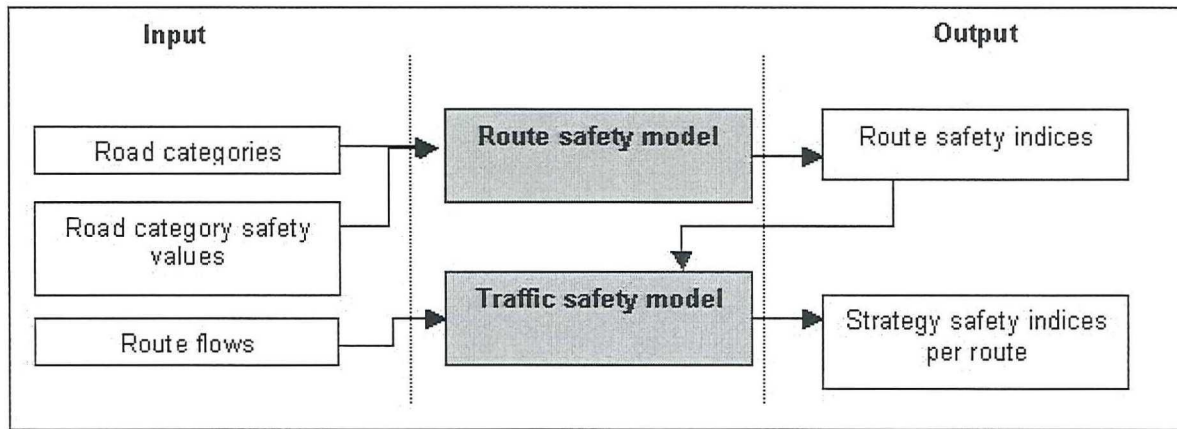 Input
Output
Road categories
Route safety model
Route safety indices
Road category safety
values
Traffic safety model
Route flows
Strategy safety indices
per route